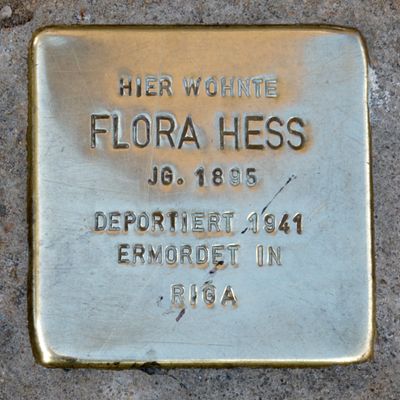 HIER WOHNTE
FLORA HESS
JG. 1895
DEPORTIERT 1941
ERMORDET IN
RIGA